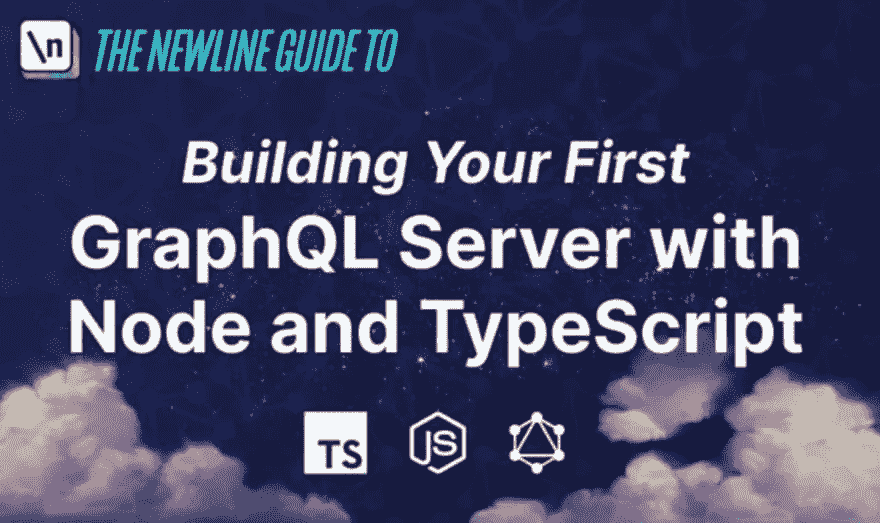 \n THE NEWLINE GUIDE TO
Building Your First
GraphQL Server with
Node and TypeScript
TS JS